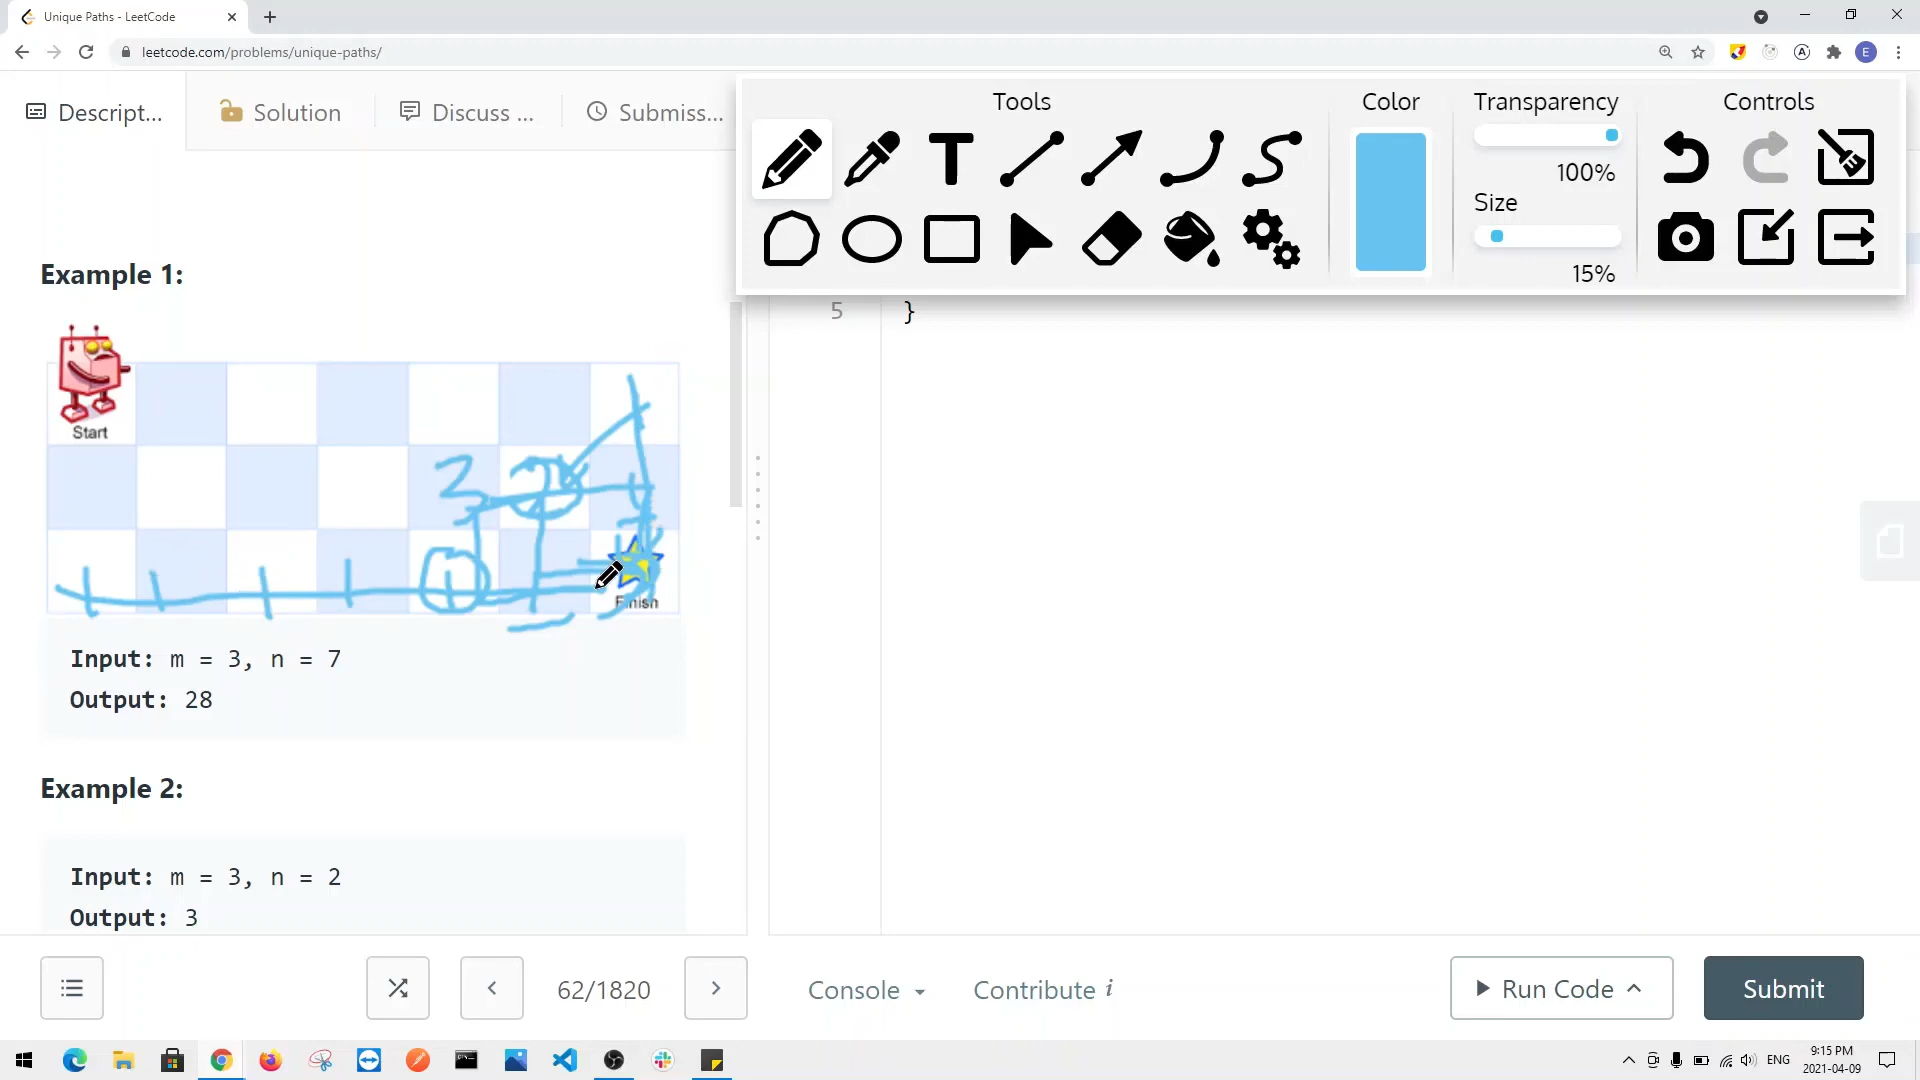 Unique Paths - LeetCode
leetcode.com/problems/unique-paths/
E
Descript...
Solution
Discuss ...
Submiss...
Tools
Color
Transparency
Controls
T
100%
Size
15%
5 }
Example 1:
Start
2
1
Finish
Input: m = 3, n = 7
Output: 28
Example 2:
Input: m = 3, n = 2
Output: 3
62/1820
Console
Contribute i
Run Code
Submit
ENG
9:15 PM
2021-04-09